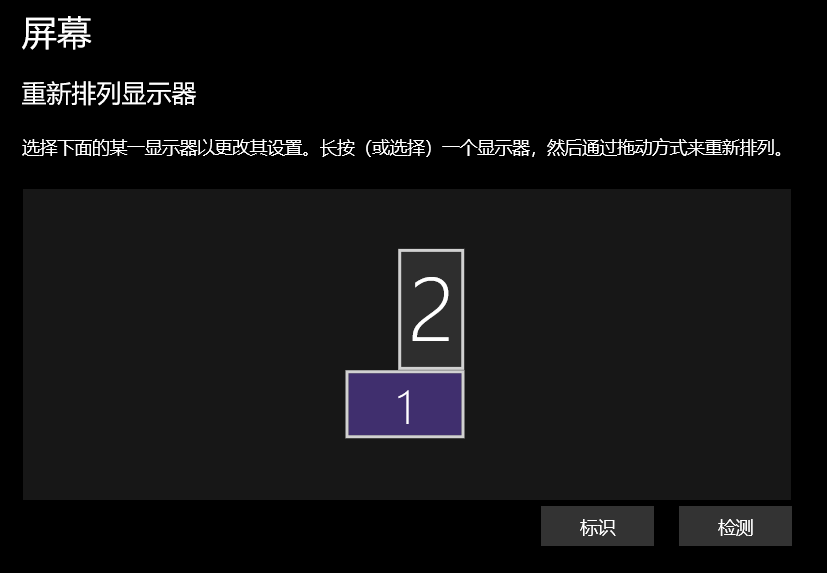 屏幕
重新排列显示器
选择下面的某一显示器以更改其设置。长按（或选择）一个显示器，然后通过拖动方式来重新排列。
2
1
标识 检测